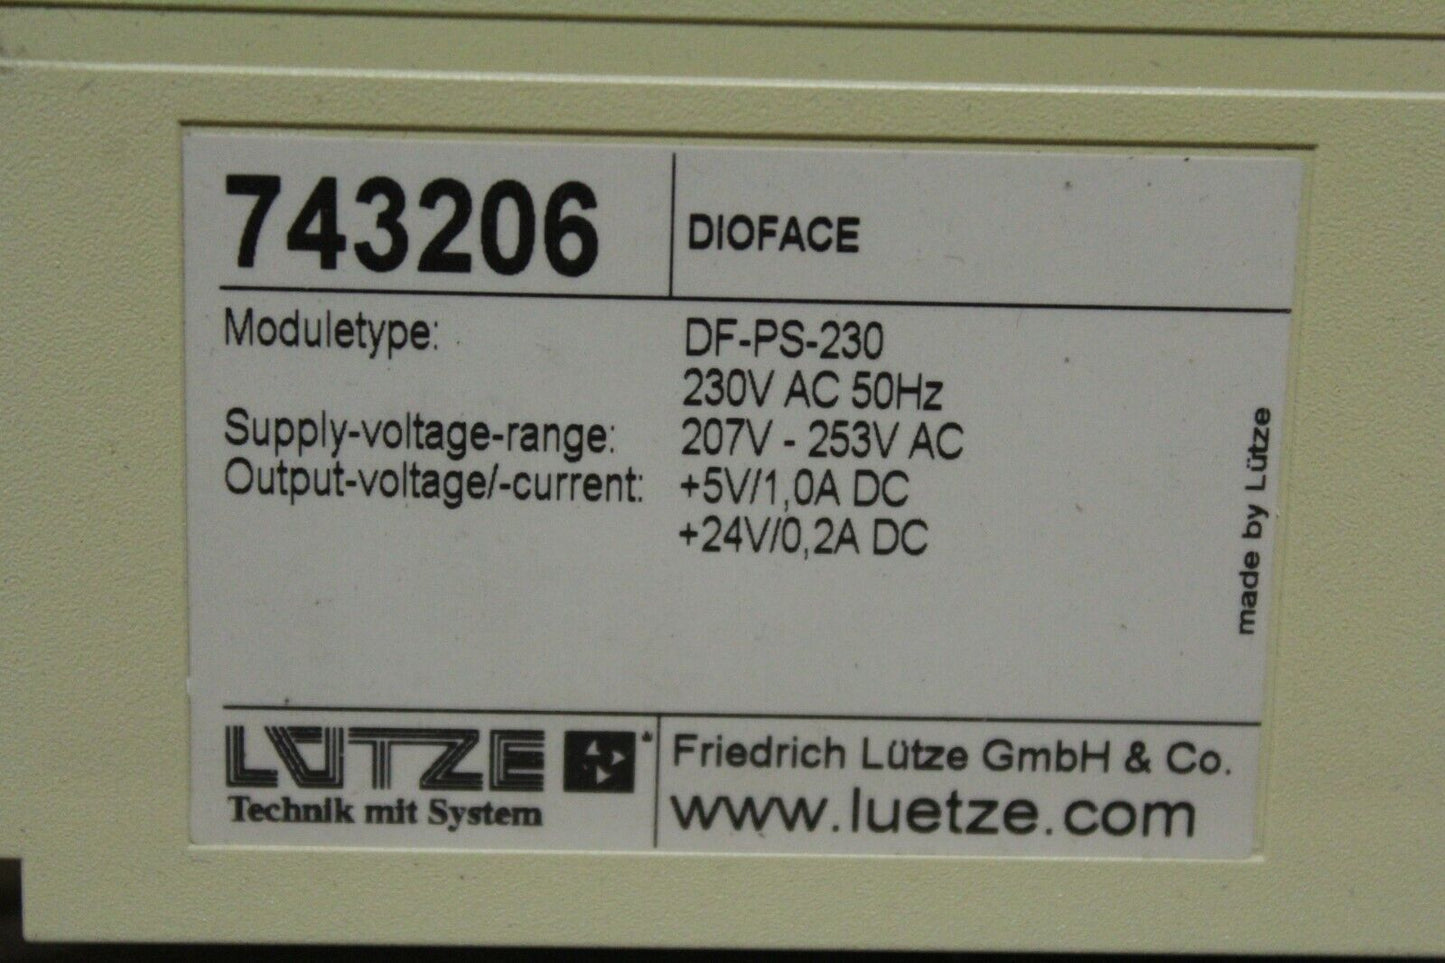 743206
DIOFACE
Moduletype: DF-PS-230
230V AC 50Hz
Supply-voltage-range: 207V - 253V AC
Output-voltage/-current: +5V/1,0A DC
+24V/0,2A DC
made by Lütze
LÜTZE
Technik mit System
Friedrich Lütze GmbH & Co.
www.luetze.com